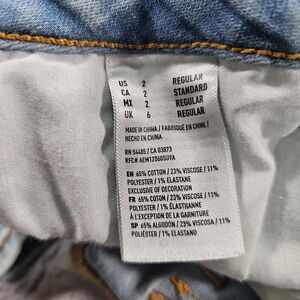 US 2 REGULAR
CA 2 STANDARD
MX 2 REGULAR
UK 6 REGULAR
MADE IN CHINA / FABRIQUÉ EN CHINE /
HECHO EN CHINA
RN 54485 / CA 03873
RFC# AEM120605U9A
EN 65% COTTON / 23% VISCOSE / 11%
POLYESTER / 1% ELASTANE
EXCLUSIVE OF DECORATION
FR 65% COTON / 23% VISCOSE / 11%
POLYESTER / 1% ÉLASTHANNE
À L'EXCEPTION DE LA GARNITURE
SP 65% ALGODÓN / 23% VISCOSA / 11%
POLIÉSTER / 1% ELASTANO